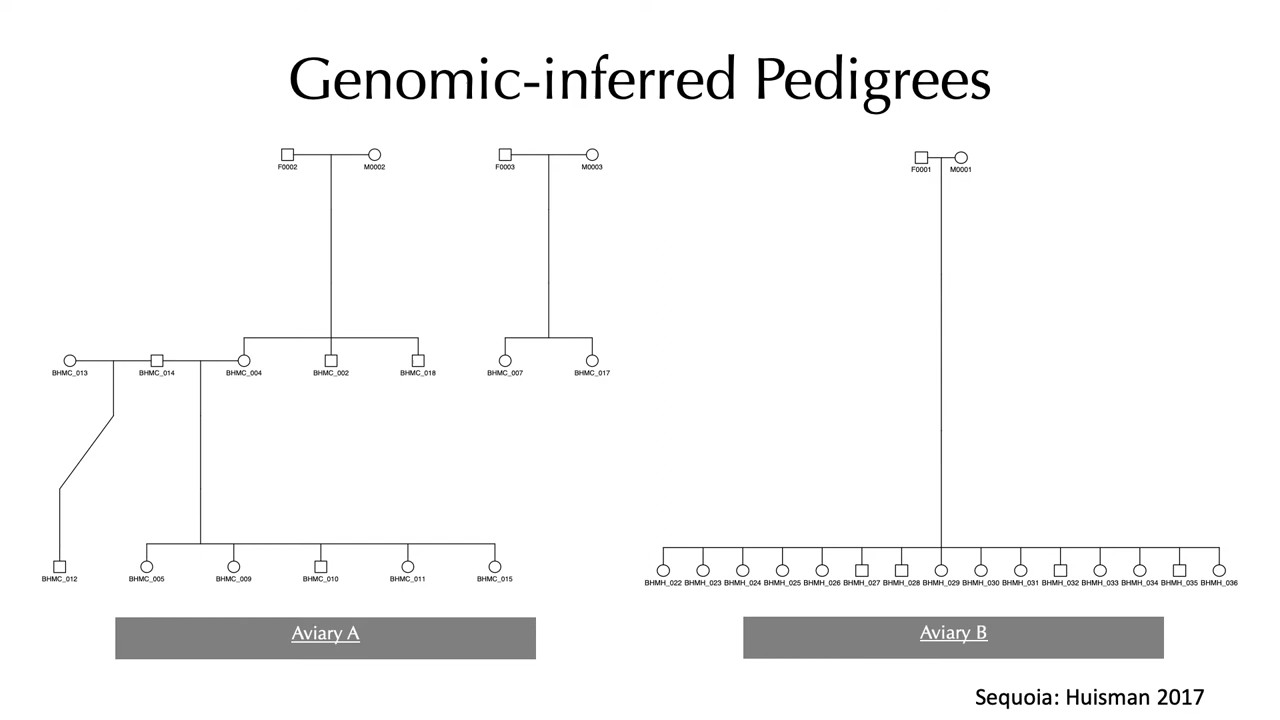 Genomic-inferred Pedigrees
F0002 M0002 F0003 M0003 F0001 M0001
BHMC_013 BHMC_014 BHMC_004 BHMC_002 BHMC_018 BHMC_007 BHMC_017
BHMC_012 BHMC_005 BHMC_009 BHMC_010 BHMC_011 BHMC_015
BHMH_022 BHMH_023 BHMH_024 BHMH_025 BHMH_026 BHMH_027 BHMH_028 BHMH_029 BHMH_030 BHMH_031 BHMH_032 BHMH_033 BHMH_034 BHMH_035 BHMH_036
Aviary A
Aviary B
Sequoia: Huisman 2017